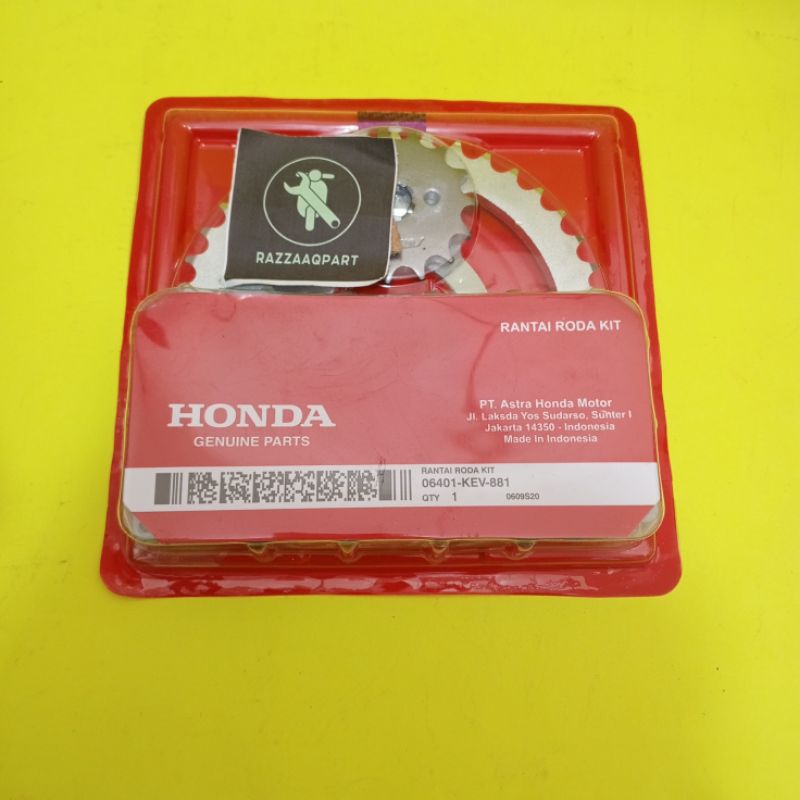 RAZZAAQPART
RANTAI RODA KIT
HONDA
GENUINE PARTS
PT. Astra Honda Motor
Jl. Laksda Yos Sudarso, Sunter I
Jakarta 14350 - Indonesia
Made In Indonesia
RANTAI RODA KIT
06401-KEV-881
QTY 1 0609S20